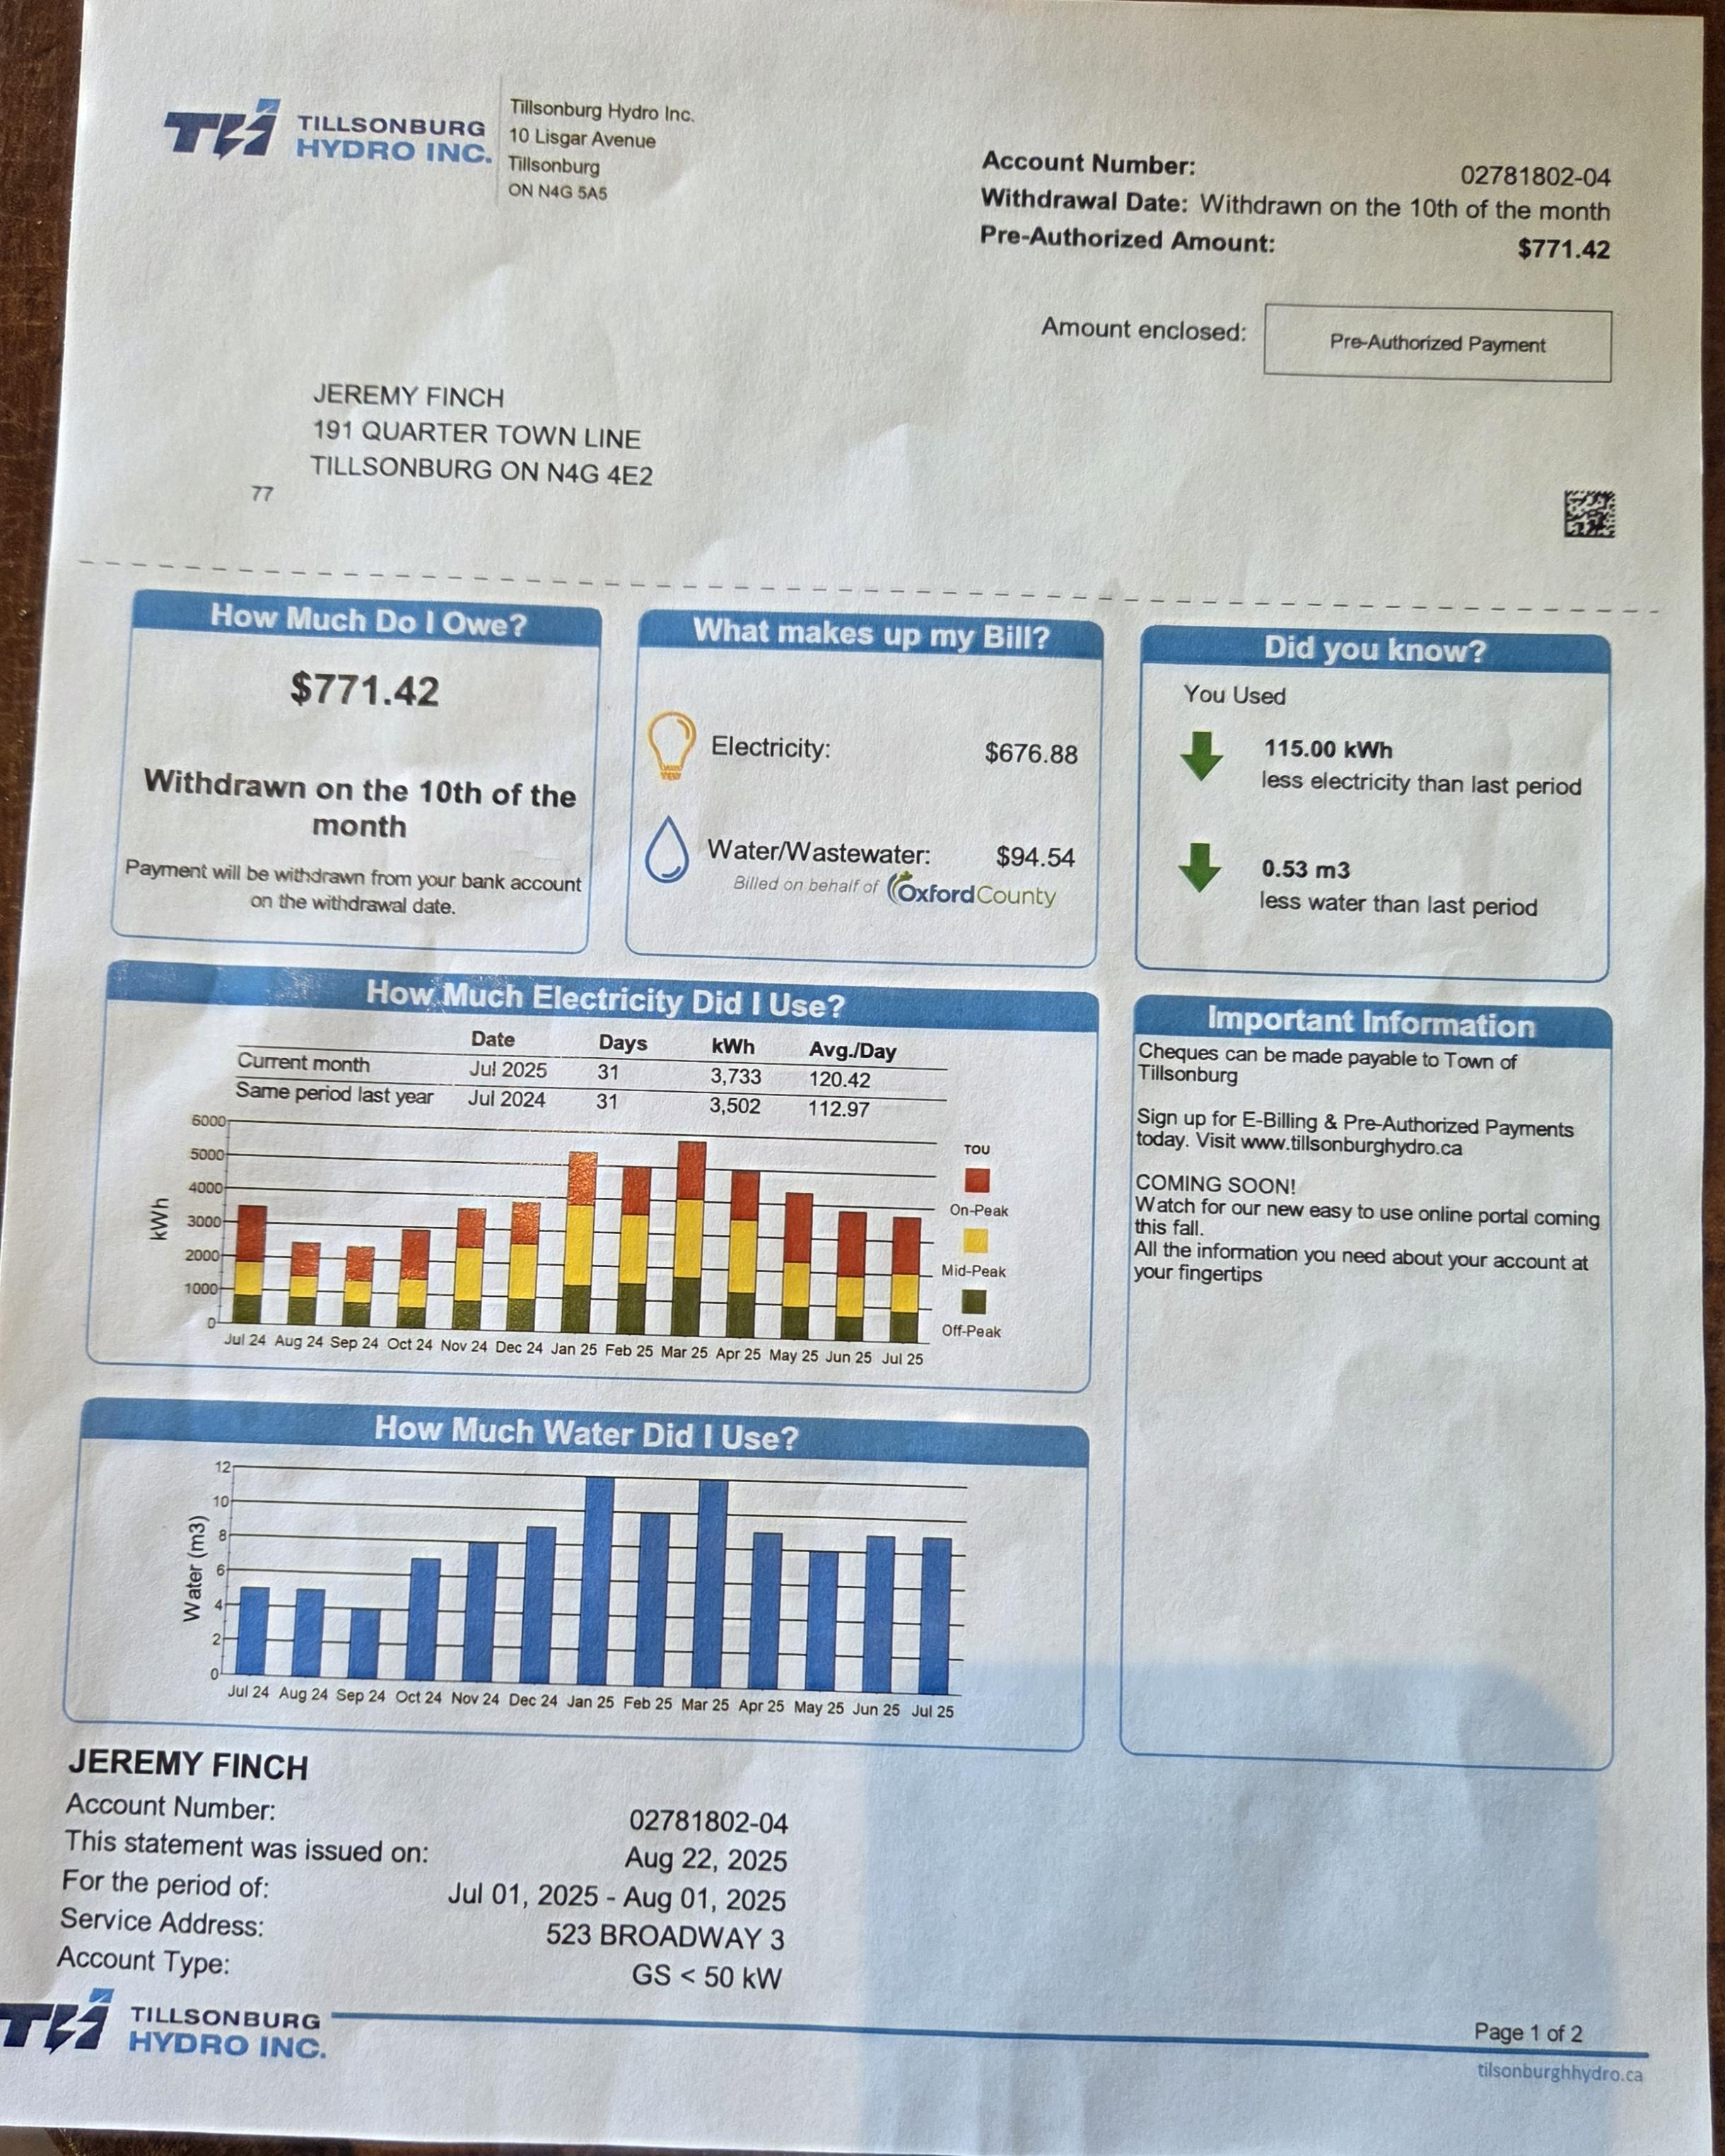 TILLSONBURG
HYDRO INC.
Tillsonburg Hydro Inc.
10 Lisgar Avenue
Tillsonburg
ON N4G 5A5
Account Number: 02781802-04
Withdrawal Date: Withdrawn on the 10th of the month
Pre-Authorized Amount: $771.42
Amount enclosed: Pre-Authorized Payment
JEREMY FINCH
191 QUARTER TOWN LINE
TILLSONBURG ON N4G 4E2
77
How Much Do I Owe?
$771.42
Withdrawn on the 10th of the
month
Payment will be withdrawn from your bank account
on the withdrawal date.
What makes up my Bill?
Electricity: $676.88
Water/Wastewater: $94.54
Billed on behalf of OxfordCounty
Did you know?
You Used
115.00 kWh
less electricity than last period
0.53 m3
less water than last period
How Much Electricity Did I Use?
Date Days kWh Avg./Day
Current month Jul 2025 31 3,733 120.42
Same period last year Jul 2024 31 3,502 112.97
6000
5000
4000
3000
2000
1000
0
kWh
Jul 24 Aug 24 Sep 24 Oct 24 Nov 24 Dec 24 Jan 25 Feb 25 Mar 25 Apr 25 May 25 Jun 25 Jul 25
TOU
On-Peak
Mid-Peak
Off-Peak
Important Information
Cheques can be made payable to Town of
Tillsonburg
Sign up for E-Billing & Pre-Authorized Payments
today. Visit www.tillsonburghydro.ca
COMING SOON!
Watch for our new easy to use online portal coming
this fall.
All the information you need about your account at
your fingertips
How Much Water Did I Use?
12
10
8
6
4
2
0
Water (m3)
Jul 24 Aug 24 Sep 24 Oct 24 Nov 24 Dec 24 Jan 25 Feb 25 Mar 25 Apr 25 May 25 Jun 25 Jul 25
JEREMY FINCH
Account Number: 02781802-04
This statement was issued on: Aug 22, 2025
For the period of: Jul 01, 2025 - Aug 01, 2025
Service Address: 523 BROADWAY 3
Account Type: GS < 50 kW
TILLSONBURG
HYDRO INC.
Page 1 of 2
tilsonburghhydro.ca